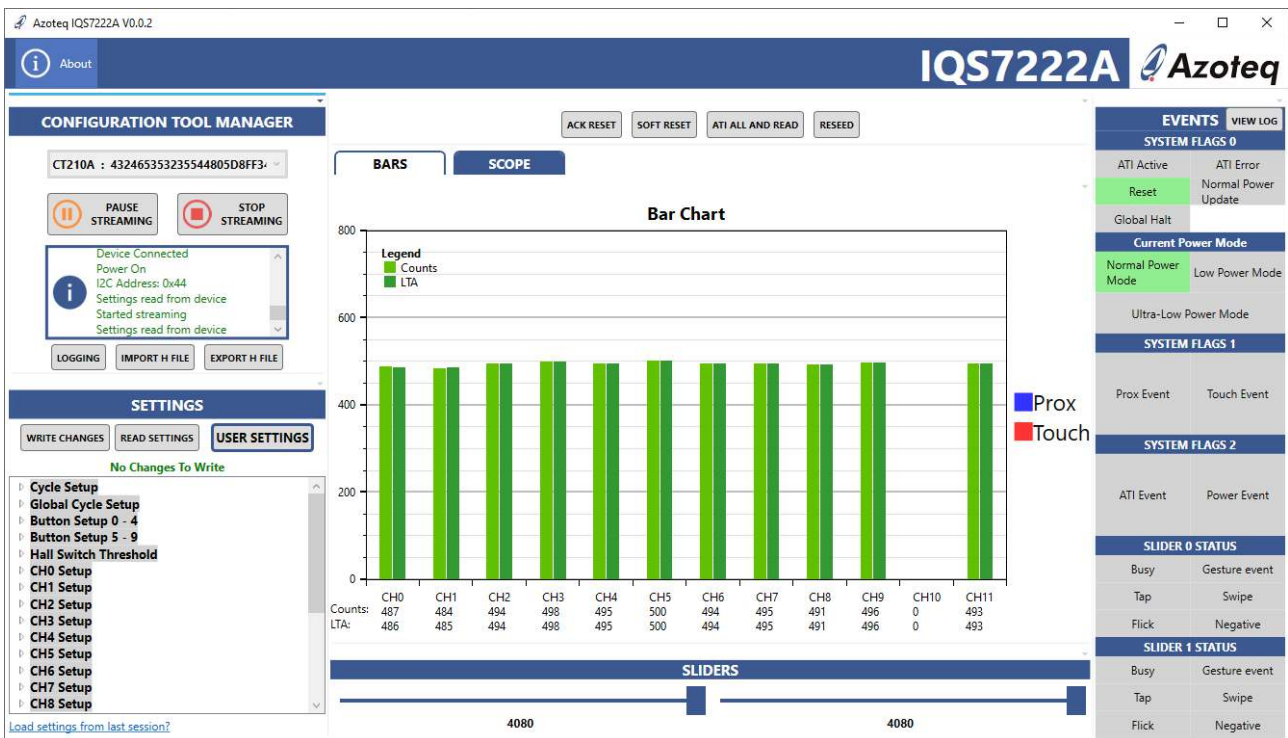 Azoteq IQS7222A V0.0.2
About
IQS7222A
Azoteq
CONFIGURATION TOOL MANAGER
CT210A : 432465353235544805D8FF34
PAUSE
STREAMING
STOP
STREAMING
Device Connected
Power On
I2C Address: 0x44
Settings read from device
Started streaming
Settings read from device
LOGGING
IMPORT H FILE
EXPORT H FILE
SETTINGS
WRITE CHANGES
READ SETTINGS
USER SETTINGS
No Changes To Write
Cycle Setup
Global Cycle Setup
Button Setup 0 - 4
Button Setup 5 - 9
Hall Switch Threshold
CH0 Setup
CH1 Setup
CH2 Setup
CH3 Setup
CH4 Setup
CH5 Setup
CH6 Setup
CH7 Setup
CH8 Setup
Load settings from last session?
ACK RESET
SOFT RESET
ATI ALL AND READ
RESEED
BARS
SCOPE
Bar Chart
Legend
Counts
LTA
800
600
400
200
0
CH0 CH1 CH2 CH3 CH4 CH5 CH6 CH7 CH8 CH9 CH10 CH11
Counts: 487 484 494 498 495 500 494 495 491 496 0 493
LTA: 486 485 494 498 495 500 494 495 491 496 0 493
Prox
Touch
SLIDERS
4080
4080
EVENTS
VIEW LOG
SYSTEM FLAGS 0
ATI Active
ATI Error
Reset
Normal Power
Update
Global Halt
Current Power Mode
Normal Power
Mode
Low Power Mode
Ultra-Low Power Mode
SYSTEM FLAGS 1
Prox Event
Touch Event
SYSTEM FLAGS 2
ATI Event
Power Event
SLIDER 0 STATUS
Busy
Gesture event
Tap
Swipe
Flick
Negative
SLIDER 1 STATUS
Busy
Gesture event
Tap
Swipe
Flick
Negative